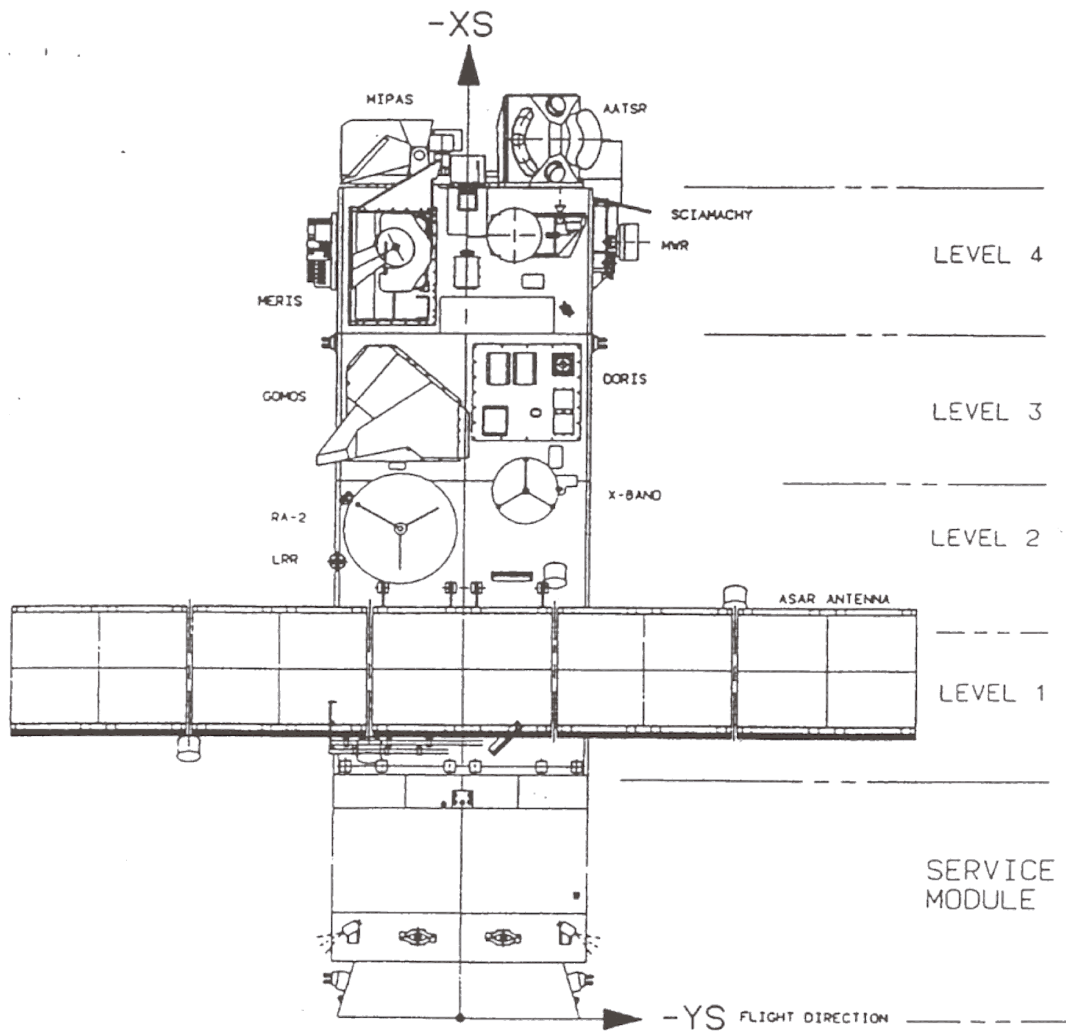 -XS
MIPAS
AATSR
SCIAMACHY
MWR
LEVEL 4
MERIS
DORIS
GOMOS
LEVEL 3
X-BAND
RA-2
LEVEL 2
LRR
ASAR ANTENNA
LEVEL 1
SERVICE
MODULE
-YS FLIGHT DIRECTION